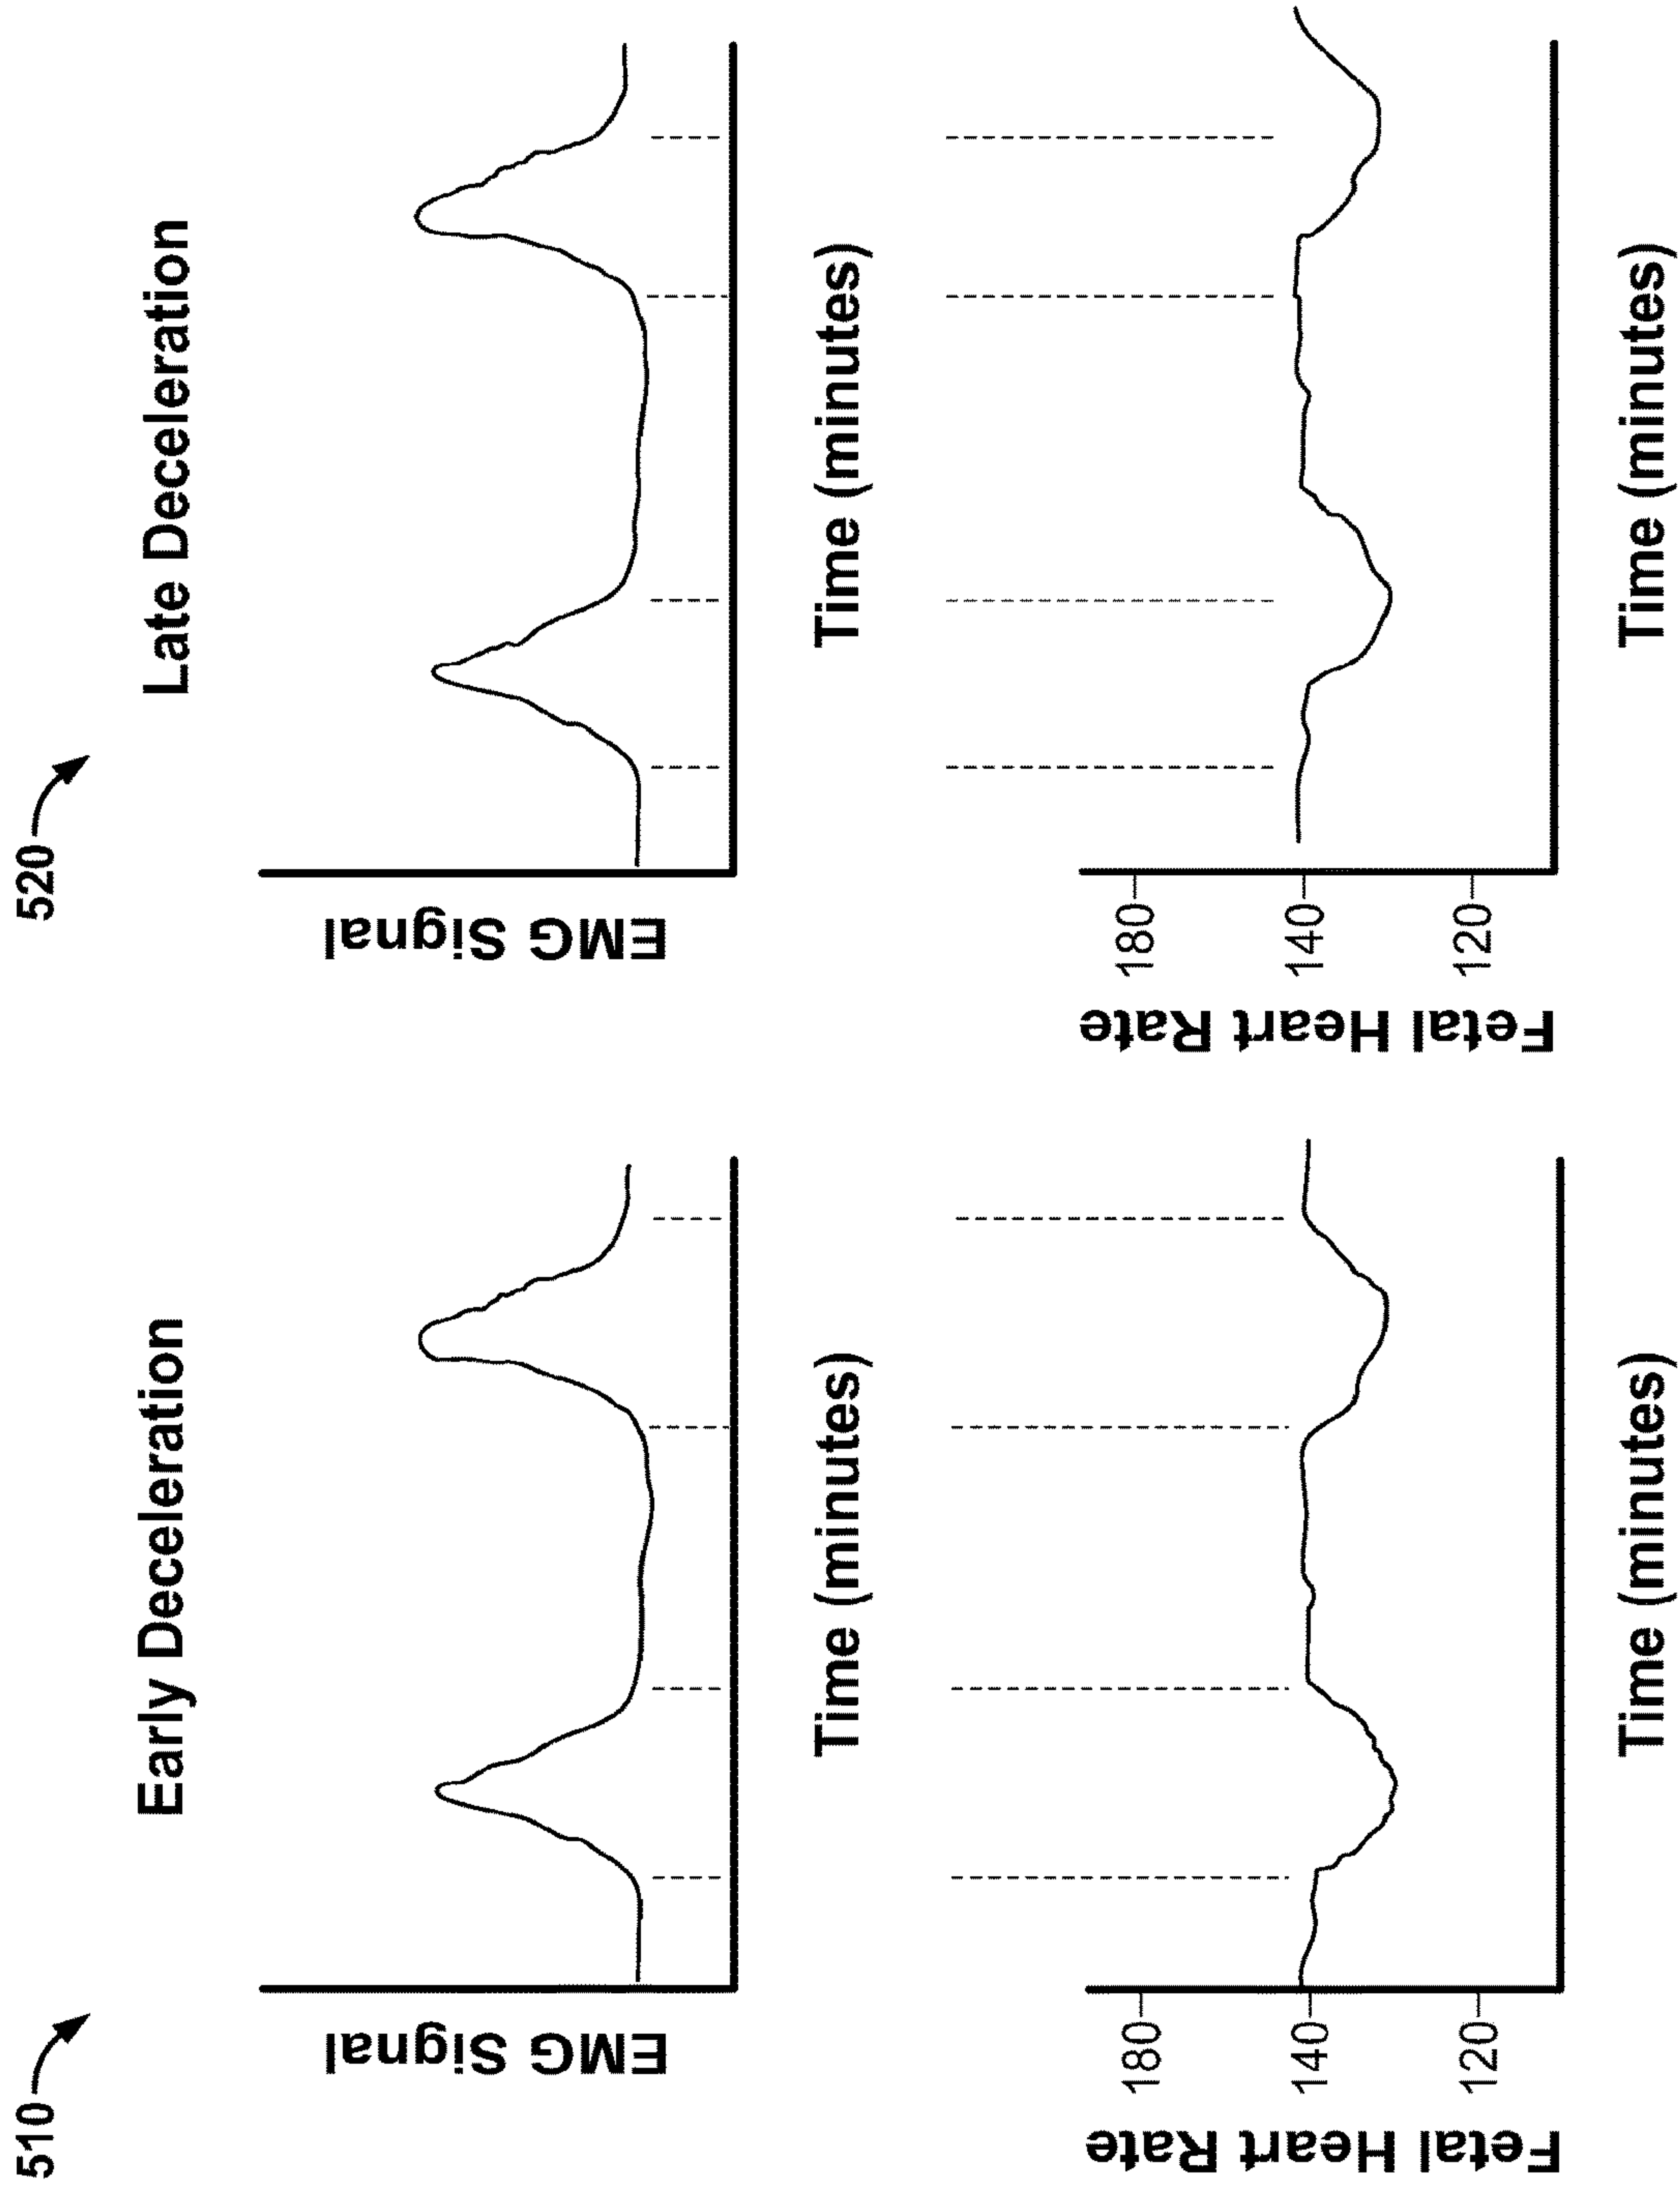 510
Early Deceleration
EMG Signal
Time (minutes)
Fetal Heart Rate
180
140
120
Time (minutes)
520
Late Deceleration
EMG Signal
Time (minutes)
Fetal Heart Rate
180
140
120
Time (minutes)